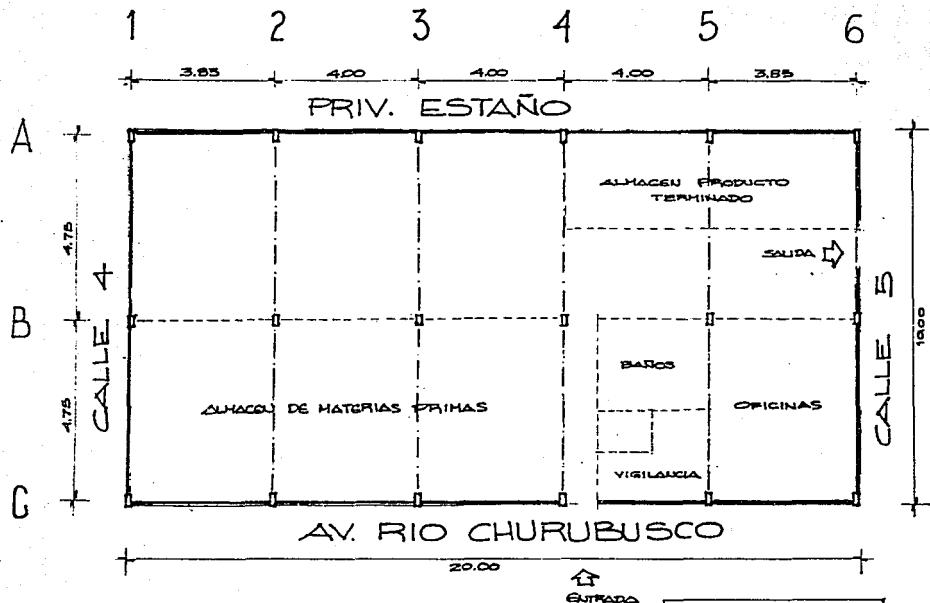 1 2 3 4 5 6
3.85 4.00 4.00 4.00 3.85
PRIV. ESTAÑO
A
ALMACEN PRODUCTO
TERMINADO
4.75
SALIDA
CALLE 4
CALLE 5
B
10.00
BAÑOS
4.75
ALMACEN DE MATERIAS PRIMAS
OFICINAS
VIGILANCIA
C
AV. RIO CHURUBUSCO
20.00
ENTRADA